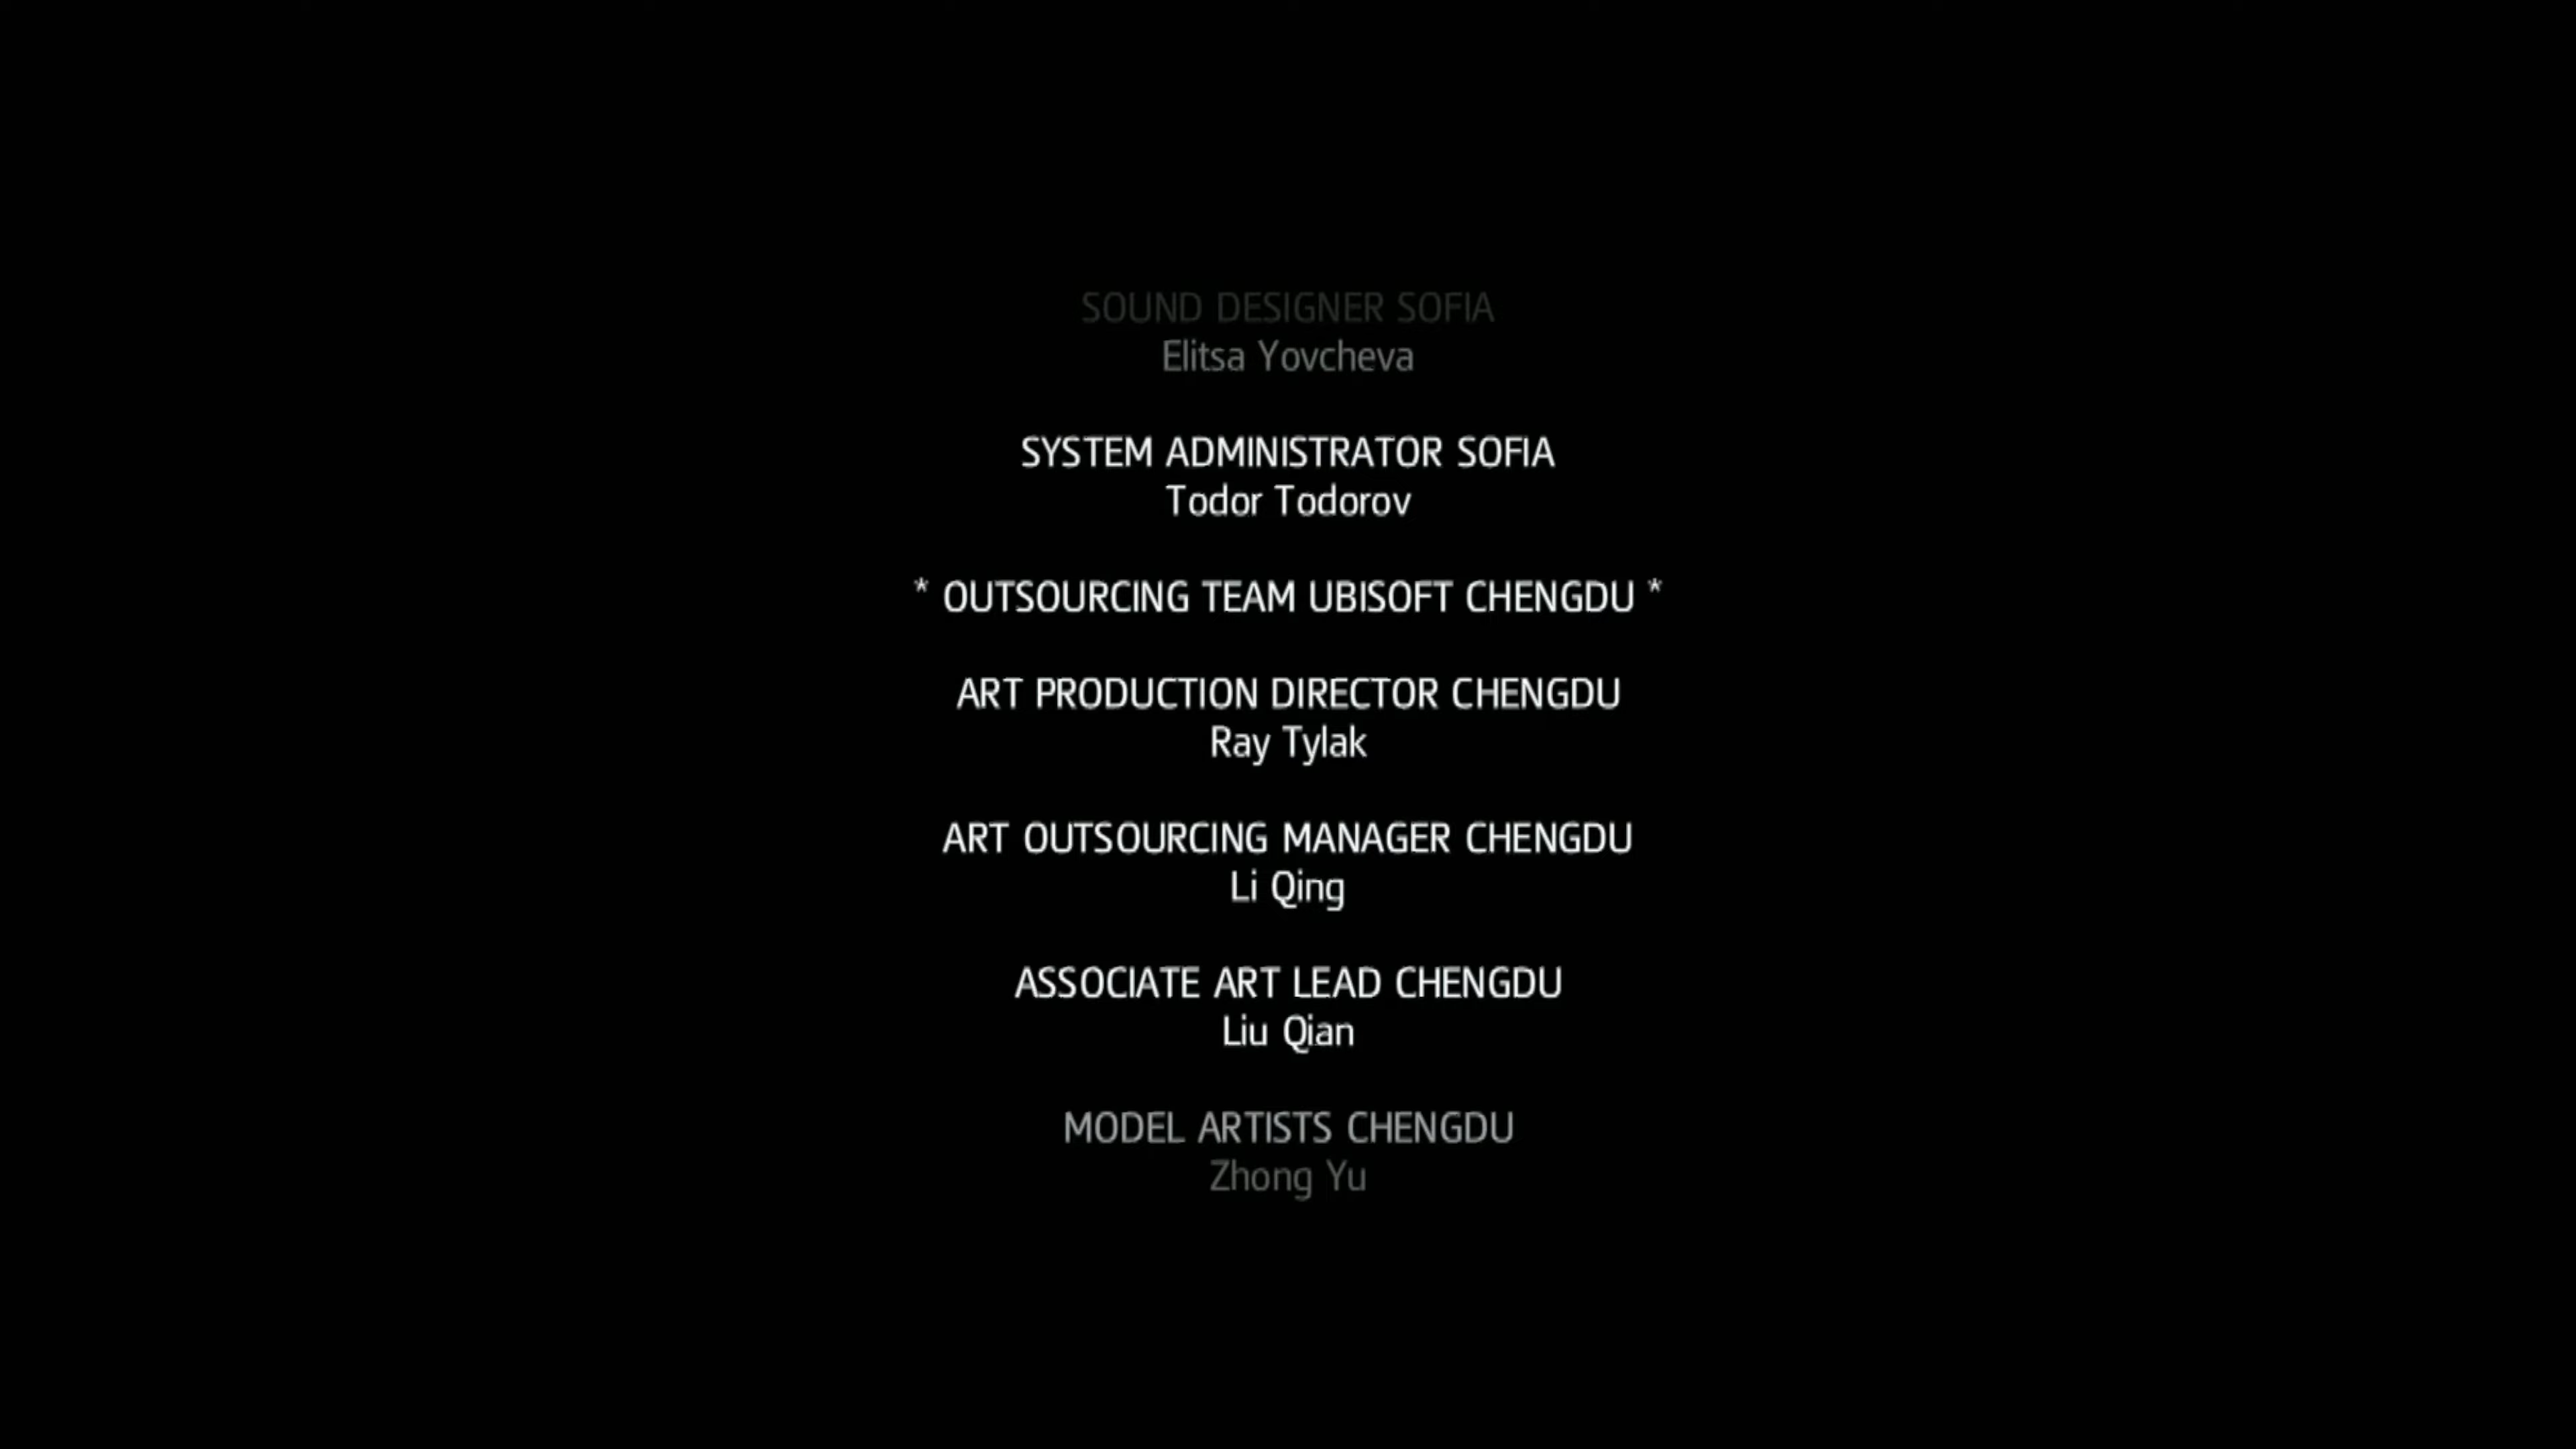 SOUND DESIGNER SOFIA
Elitsa Yovcheva
SYSTEM ADMINISTRATOR SOFIA
Todor Todorov
* OUTSOURCING TEAM UBISOFT CHENGDU *
ART PRODUCTION DIRECTOR CHENGDU
Ray Tylak
ART OUTSOURCING MANAGER CHENGDU
Li Qing
ASSOCIATE ART LEAD CHENGDU
Liu Qian
MODEL ARTISTS CHENGDU
Zhong Yu